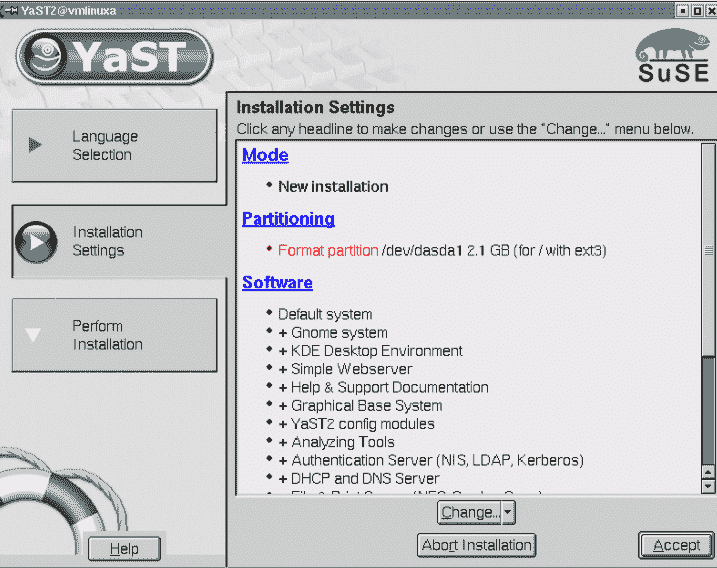 YaST2@vmlinuxa
YaST
SuSE
Language
Selection
Installation
Settings
Perform
Installation
Help
Installation Settings
Click any headline to make changes or use the "Change..." menu below.
Mode
New installation
Partitioning
Format partition /dev/dasda1 2.1 GB (for / with ext3)
Software
Default system
+ Gnome system
+ KDE Desktop Environment
+ Simple Webserver
+ Help & Support Documentation
+ Graphical Base System
+ YaST2 config modules
+ Analyzing Tools
+ Authentication Server (NIS, LDAP, Kerberos)
+ DHCP and DNS Server
Change...
Abort Installation
Accept